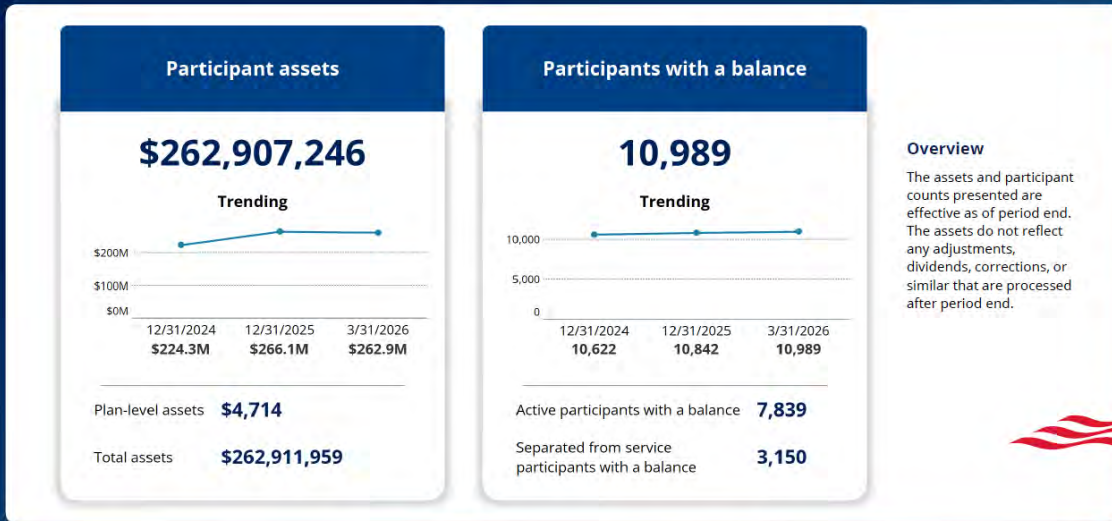 Participant assets
$262,907,246
Trending
$200M
$100M
$0M
12/31/2024 12/31/2025 3/31/2026
$224.3M $266.1M $262.9M
Plan-level assets $4,714
Total assets $262,911,959
Participants with a balance
10,989
Trending
10,000
5,000
0
12/31/2024 12/31/2025 3/31/2026
10,622 10,842 10,989
Active participants with a balance 7,839
Separated from service
participants with a balance 3,150
Overview
The assets and participant
counts presented are
effective as of period end.
The assets do not reflect
any adjustments,
dividends, corrections, or
similar that are processed
after period end.